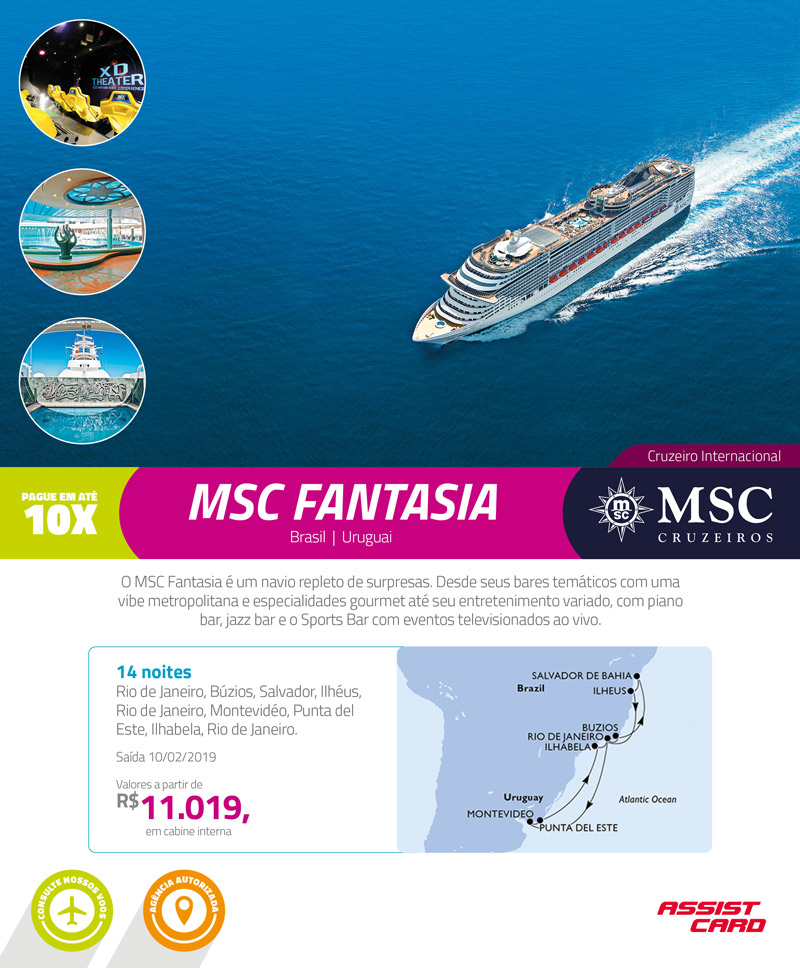 XD
THEATER
Cruzeiro Internacional
PAGUE EM ATÉ
10X
MSC FANTASIA
Brasil | Uruguai
MSC
MSC
CRUZEIROS
O MSC Fantasia é um navio repleto de surpresas. Desde seus bares temáticos com uma
vibe metropolitana e especialidades gourmet até seu entretenimento variado, com piano
bar, jazz bar e o Sports Bar com eventos televisionados ao vivo.
14 noites
Rio de Janeiro, Búzios, Salvador, Ilhéus,
Rio de Janeiro, Montevidéo, Punta del
Este, Ilhabela, Rio de Janeiro.
Saída 10/02/2019
Valores a partir de
R$11.019,
em cabine interna
SALVADOR DE BAHIA
Brazil
ILHEUS
BUZIOS
RIO DE JANEIRO
ILHABELA
Uruguay
Atlantic Ocean
MONTEVIDEO
PUNTA DEL ESTE
CONSULTE NOSSOS VOOS
AGÊNCIA AUTORIZADA
ASSIST
CARD